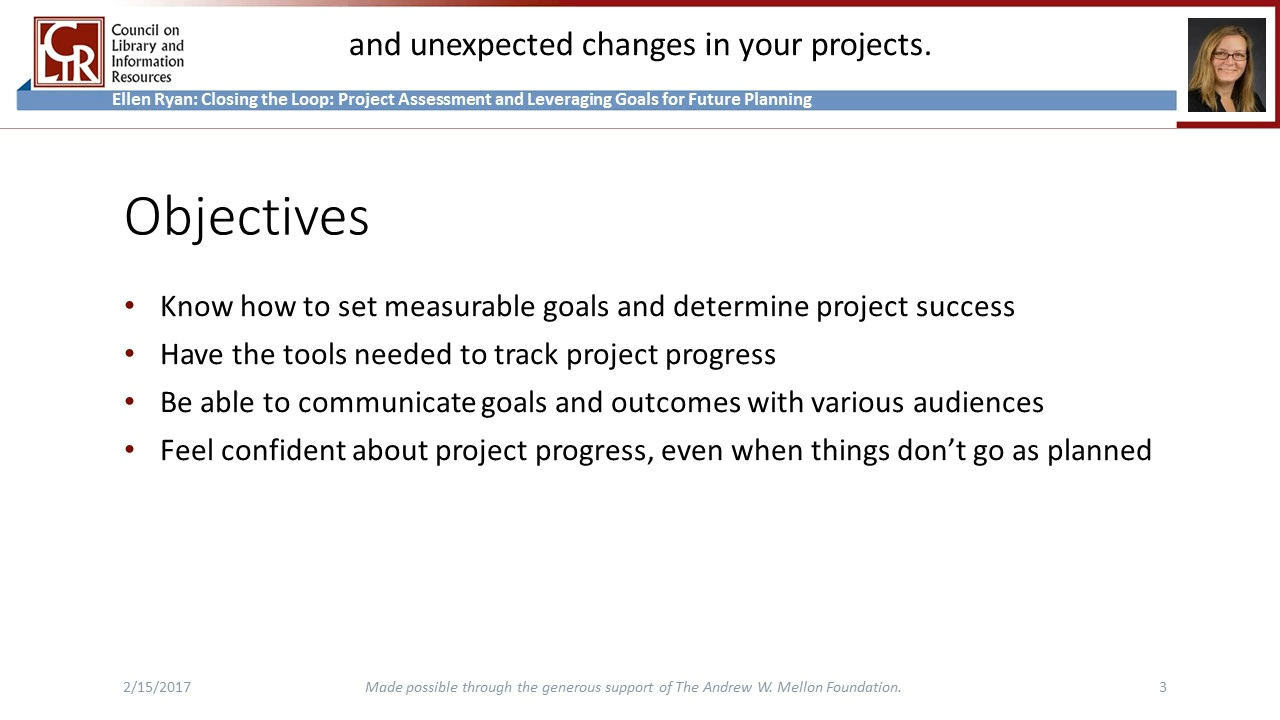 CLIR
Council on
Library and
Information
Resources
and unexpected changes in your projects.
Ellen Ryan: Closing the Loop: Project Assessment and Leveraging Goals for Future Planning
Objectives
• Know how to set measurable goals and determine project success
• Have the tools needed to track project progress
• Be able to communicate goals and outcomes with various audiences
• Feel confident about project progress, even when things don’t go as planned
2/15/2017
Made possible through the generous support of The Andrew W. Mellon Foundation.
3